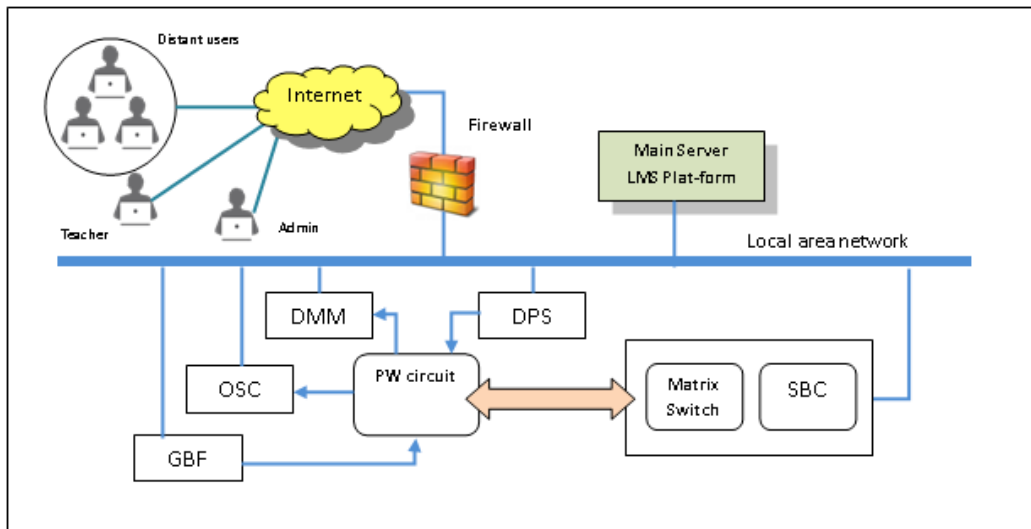 Distant users
Internet
Firewall
Main Server
LMS Plat-form
Teacher
Admin
Local area network
DMM
DPS
PW circuit
OSC
Matrix
Switch
SBC
GBF